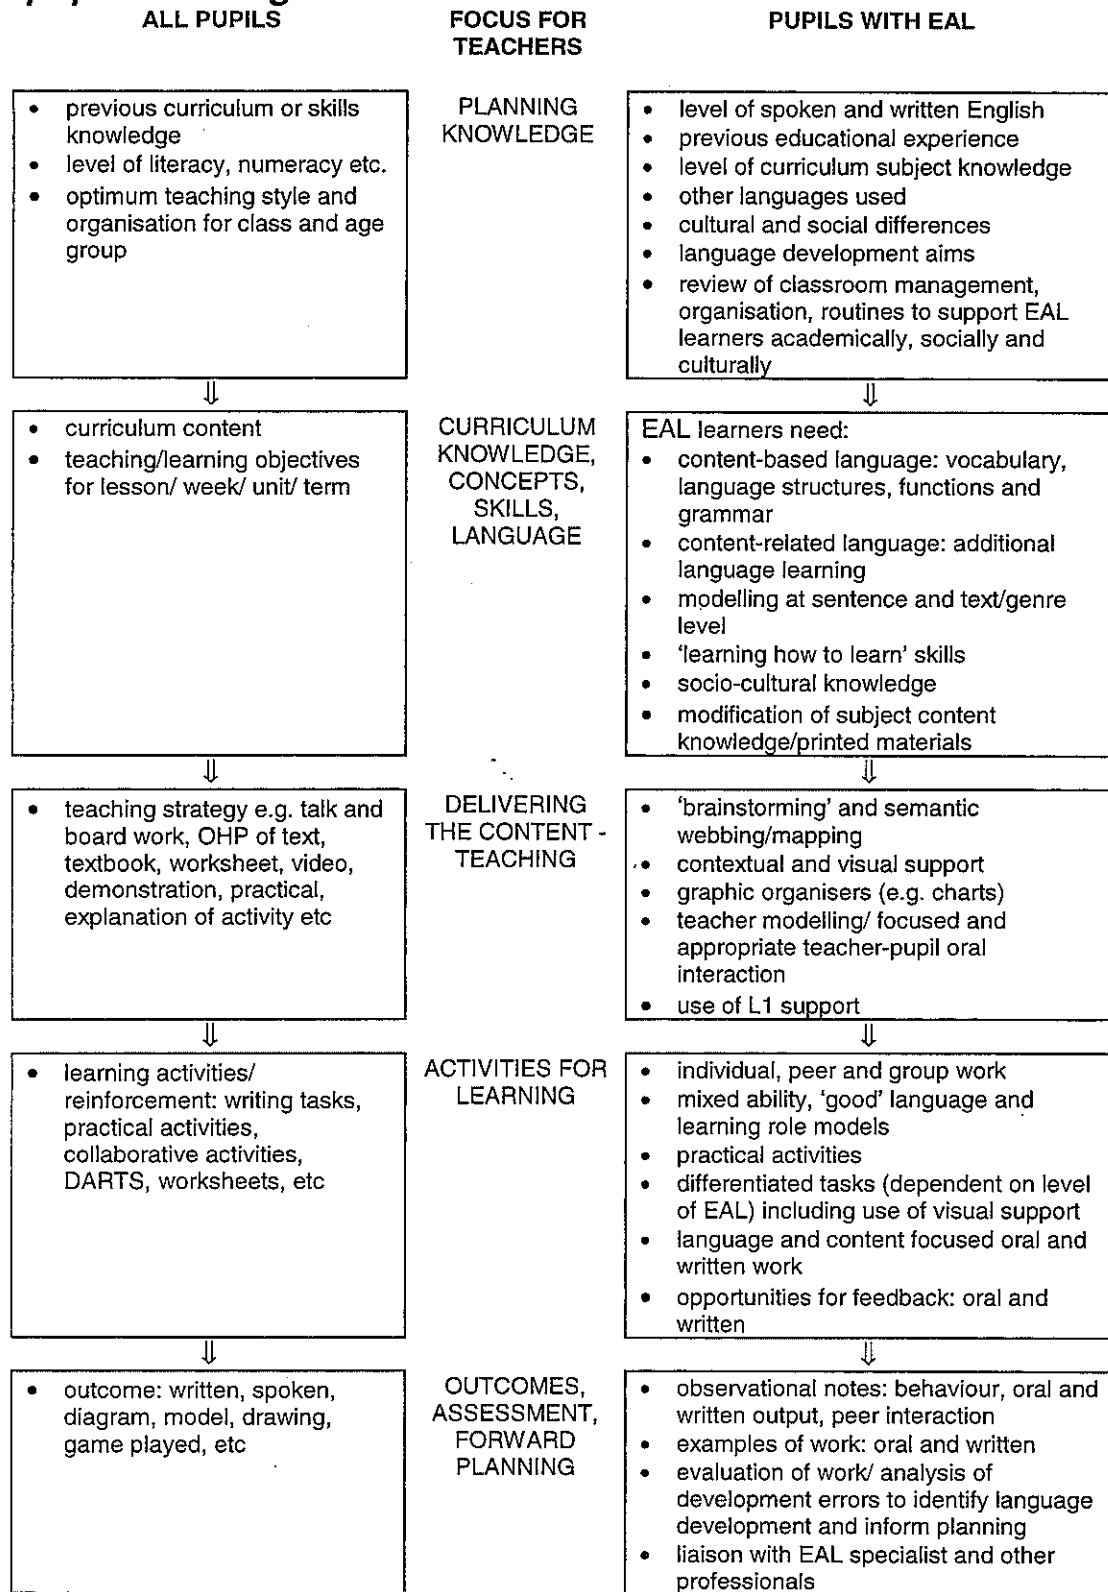 ALL PUPILS
FOCUS FOR
TEACHERS
PUPILS WITH EAL
• previous curriculum or skills
knowledge
• level of literacy, numeracy etc.
• optimum teaching style and
organisation for class and age
group
PLANNING
KNOWLEDGE
• level of spoken and written English
• previous educational experience
• level of curriculum subject knowledge
• other languages used
• cultural and social differences
• language development aims
• review of classroom management,
organisation, routines to support EAL
learners academically, socially and
culturally
⇓
⇓
• curriculum content
• teaching/learning objectives
for lesson/ week/ unit/ term
CURRICULUM
KNOWLEDGE,
CONCEPTS,
SKILLS,
LANGUAGE
EAL learners need:
• content-based language: vocabulary,
language structures, functions and
grammar
• content-related language: additional
language learning
• modelling at sentence and text/genre
level
• ‘learning how to learn’ skills
• socio-cultural knowledge
• modification of subject content
knowledge/printed materials
⇓
⇓
• teaching strategy e.g. talk and
board work, OHP of text,
textbook, worksheet, video,
demonstration, practical,
explanation of activity etc
DELIVERING
THE CONTENT -
TEACHING
• ‘brainstorming’ and semantic
webbing/mapping
• contextual and visual support
• graphic organisers (e.g. charts)
• teacher modelling/ focused and
appropriate teacher-pupil oral
interaction
• use of L1 support
⇓
⇓
• learning activities/
reinforcement: writing tasks,
practical activities,
collaborative activities,
DARTS, worksheets, etc
ACTIVITIES FOR
LEARNING
• individual, peer and group work
• mixed ability, ‘good’ language and
learning role models
• practical activities
• differentiated tasks (dependent on level
of EAL) including use of visual support
• language and content focused oral and
written work
• opportunities for feedback: oral and
written
⇓
⇓
• outcome: written, spoken,
diagram, model, drawing,
game played, etc
OUTCOMES,
ASSESSMENT,
FORWARD
PLANNING
• observational notes: behaviour, oral and
written output, peer interaction
• examples of work: oral and written
• evaluation of work/ analysis of
development errors to identify language
development and inform planning
• liaison with EAL specialist and other
professionals